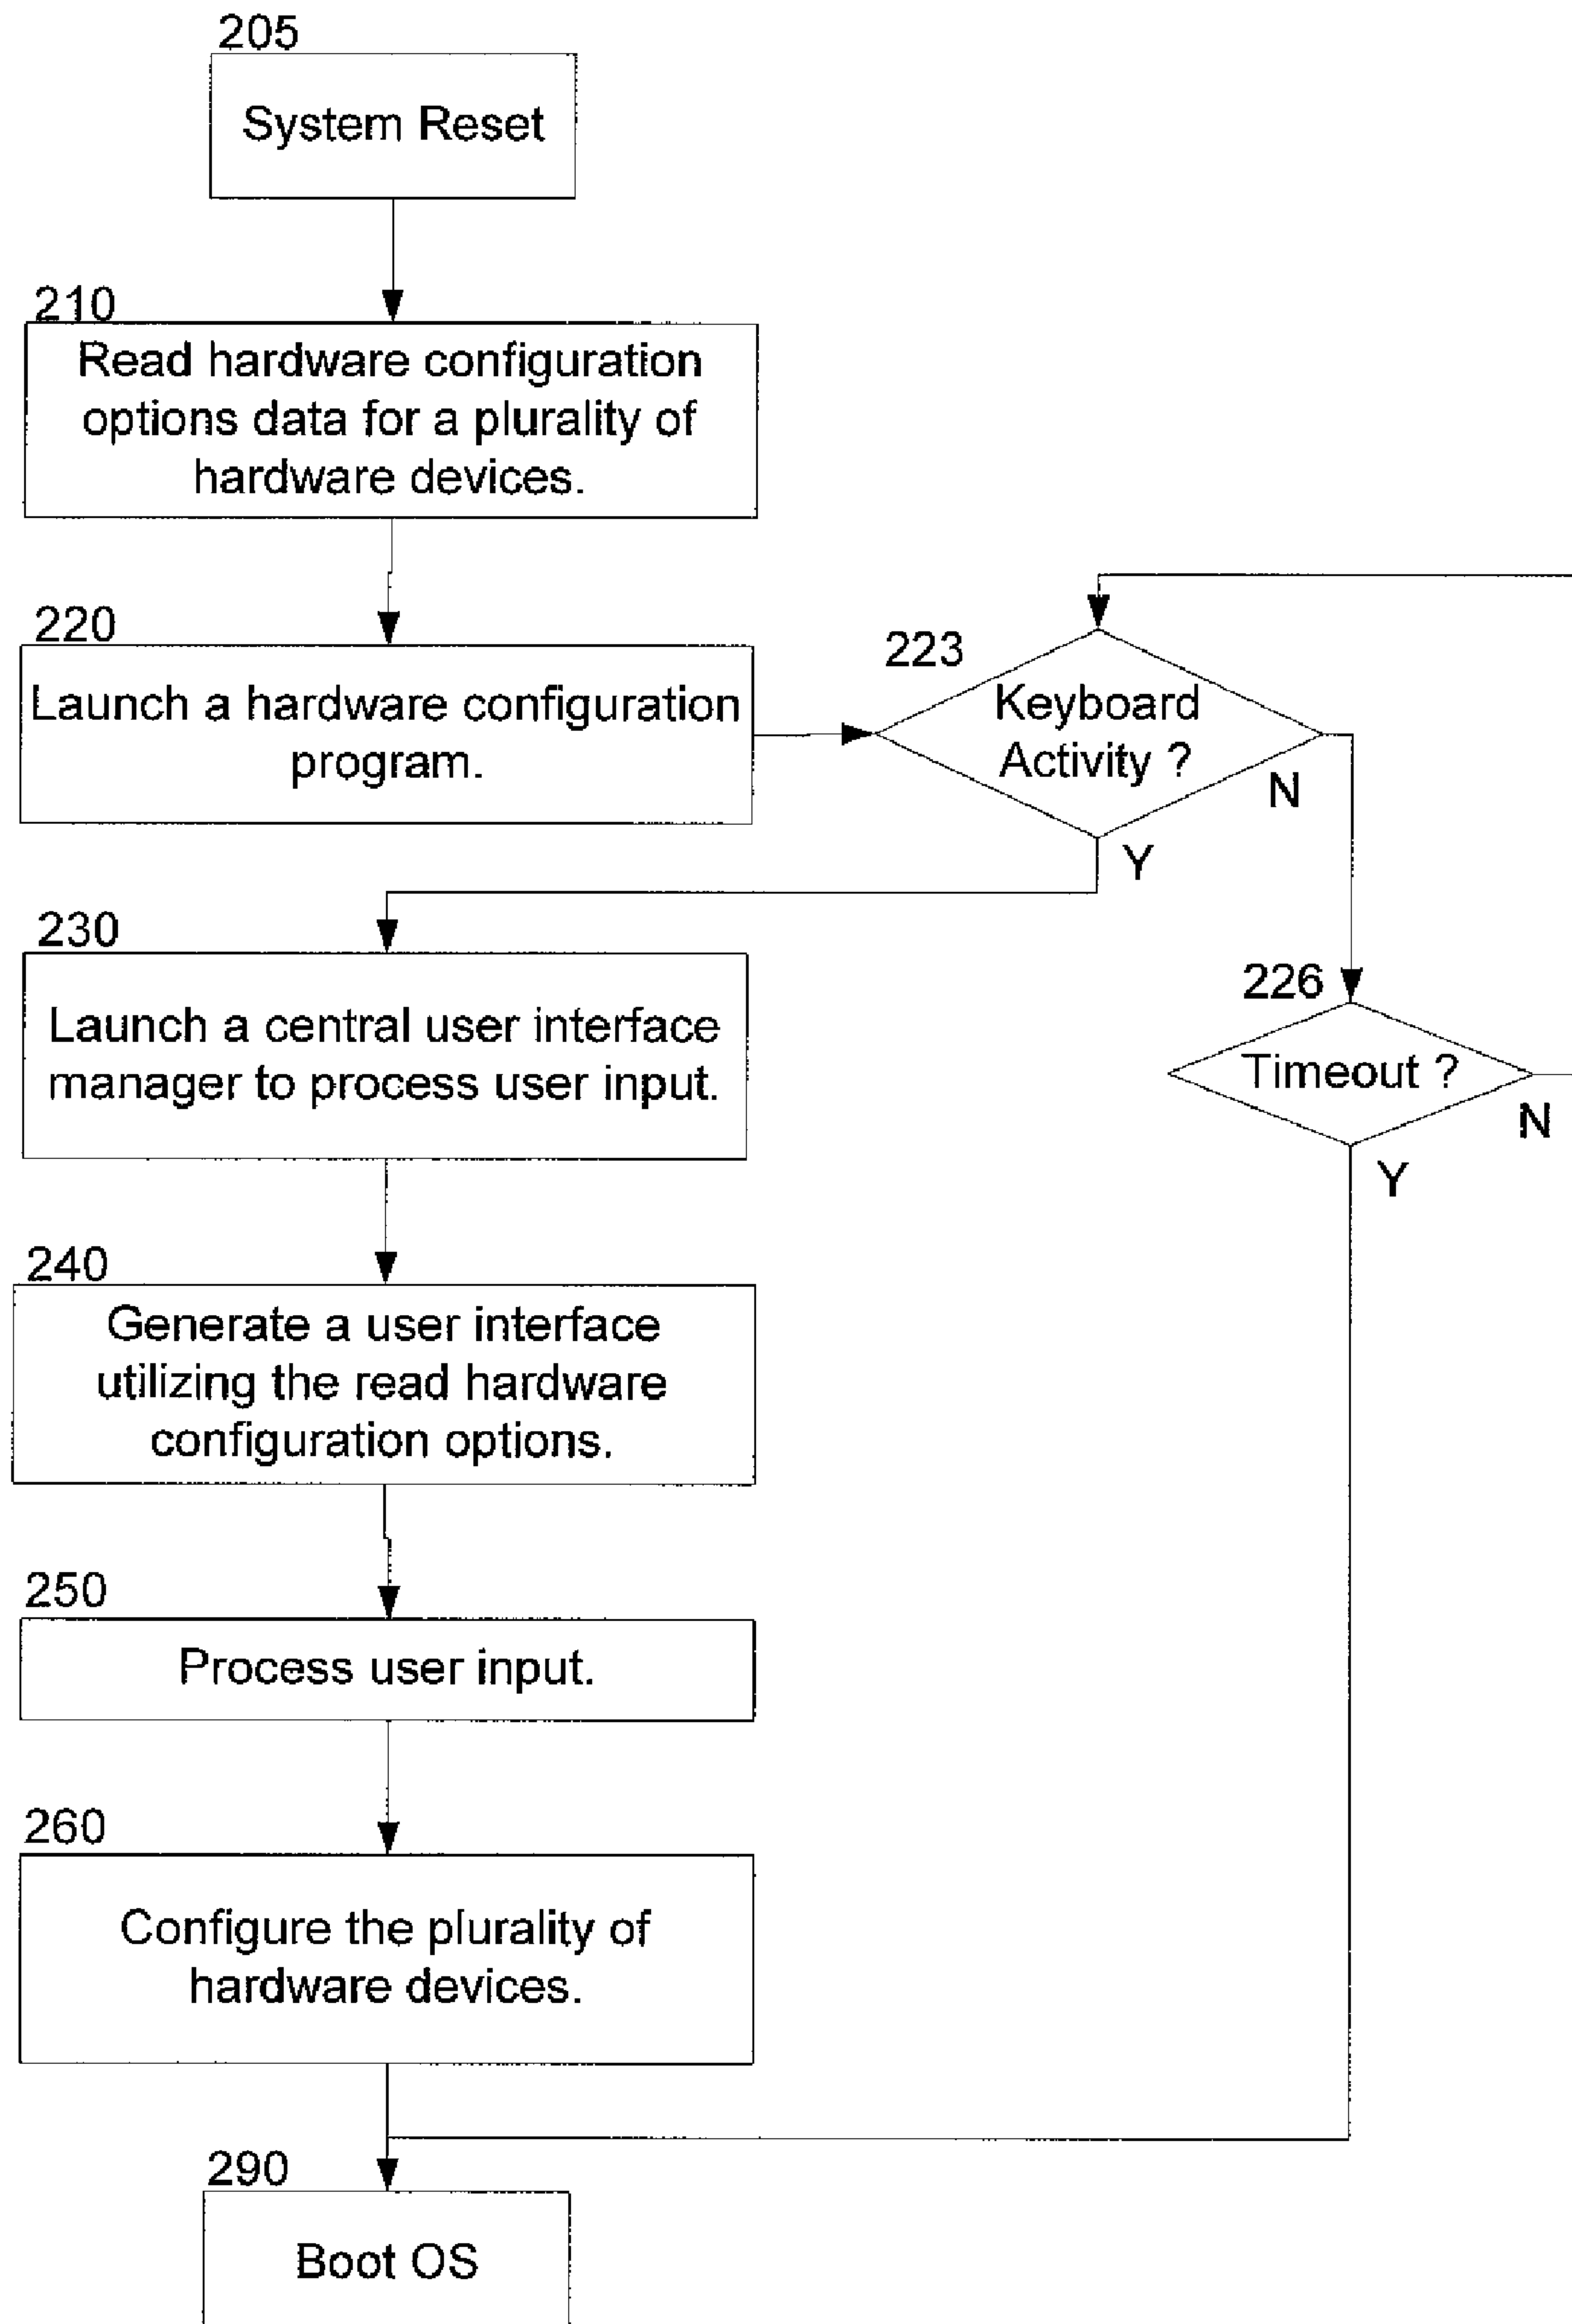 205
System Reset
210
Read hardware configuration
options data for a plurality of
hardware devices.
220
Launch a hardware configuration
program.
223
Keyboard
Activity ?
N
Y
226
Timeout ?
N
Y
230
Launch a central user interface
manager to process user input.
240
Generate a user interface
utilizing the read hardware
configuration options.
250
Process user input.
260
Configure the plurality of
hardware devices.
290
Boot OS